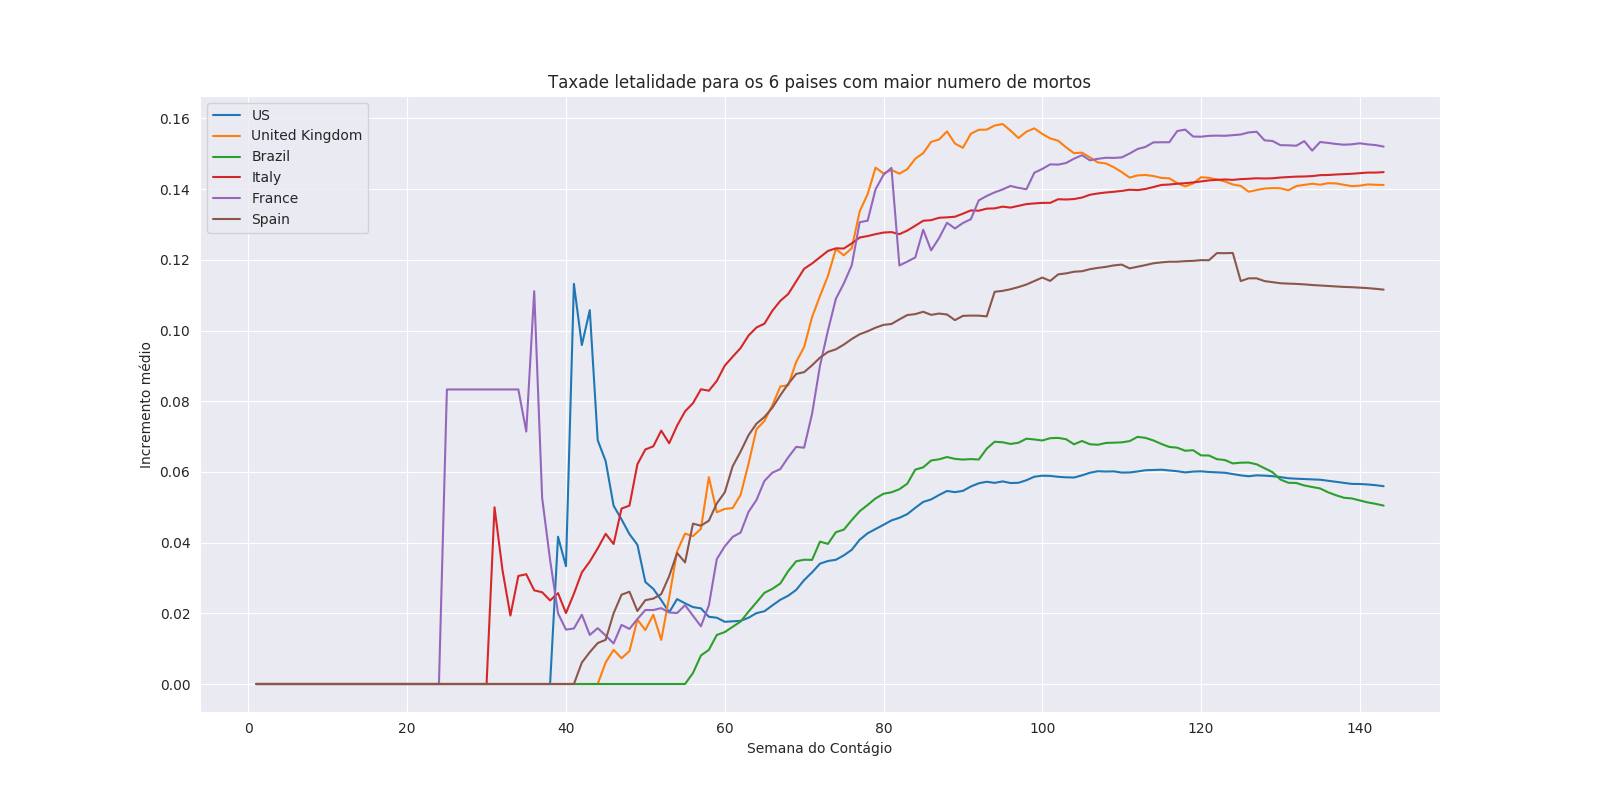 Taxade letalidade para os 6 paises com maior numero de mortos
US
United Kingdom
Brazil
Italy
France
Spain
Incremento médio
0.16
0.14
0.12
0.10
0.08
0.06
0.04
0.02
0.00
0 20 40 60 80 100 120 140
Semana do Contágio